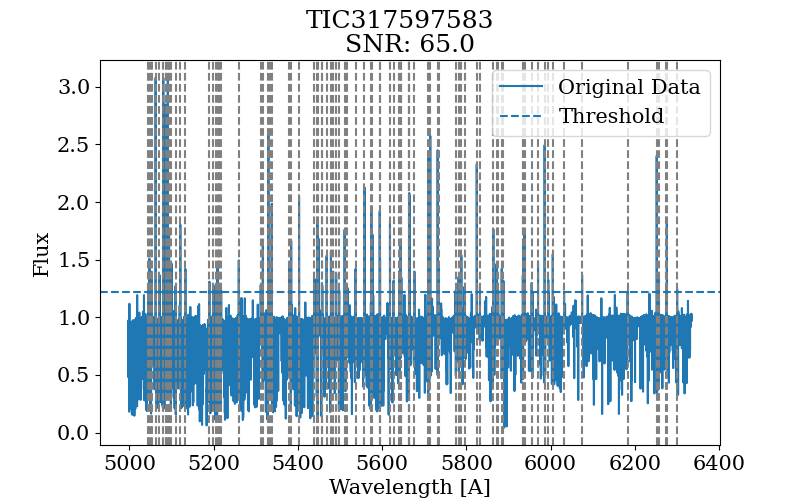 TIC317597583
SNR: 65.0
Original Data
Threshold
Flux
3.0
2.5
2.0
1.5
1.0
0.5
0.0
5000 5200 5400 5600 5800 6000 6200 6400
Wavelength [A]